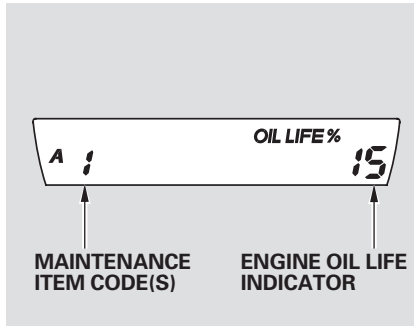 OIL LIFE %
A 1 15
MAINTENANCE ITEM CODE(S)
ENGINE OIL LIFE INDICATOR